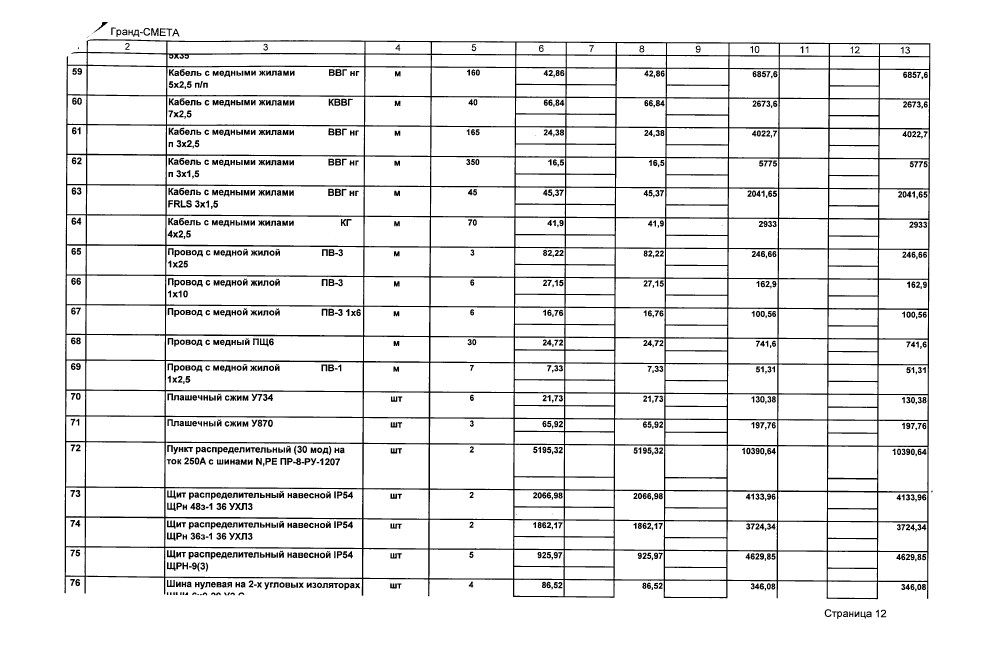 Гранд-СМЕТА
2 3 4 5 6 7 8 9 10 11 12 13
5х35
59 Кабель с медными жилами ВВГ нг м 160 42,86 42,86 6857,6 6857,6
5х2,5 п/п
60 Кабель с медными жилами КВВГ м 40 66,84 66,84 2673,6 2673,6
7х2,5
61 Кабель с медными жилами ВВГ нг м 165 24,38 24,38 4022,7 4022,7
п 3х2,5
62 Кабель с медными жилами ВВГ нг м 350 16,5 16,5 5775 5775
п 3х1,5
63 Кабель с медными жилами ВВГ нг м 45 45,37 45,37 2041,65 2041,65
FRLS 3х1,5
64 Кабель с медными жилами КГ м 70 41,9 41,9 2933 2933
4х2,5
65 Провод с медной жилой ПВ-3 м 3 82,22 82,22 246,66 246,66
1х25
66 Провод с медной жилой ПВ-3 м 6 27,15 27,15 162,9 162,9
1х10
67 Провод с медной жилой ПВ-3 1х6 м 6 16,76 16,76 100,56 100,56
68 Провод с медный ПЩ6 м 30 24,72 24,72 741,6 741,6
69 Провод с медной жилой ПВ-1 м 7 7,33 7,33 51,31 51,31
1х2,5
70 Плашечный сжим У734 шт 6 21,73 21,73 130,38 130,38
71 Плашечный сжим У870 шт 3 65,92 65,92 197,76 197,76
72 Пункт распределительный (30 мод) на шт 2 5195,32 5195,32 10390,64 10390,64
ток 250А с шинами N,PE ПР-8-РУ-1207
73 Щит распределительный навесной IP54 шт 2 2066,98 2066,98 4133,96 4133,96
ЩРн 48з-1 36 УХЛ3
74 Щит распределительный навесной IP54 шт 2 1862,17 1862,17 3724,34 3724,34
ЩРн 36з-1 36 УХЛ3
75 Щит распределительный навесной IP54 шт 5 925,97 925,97 4629,85 4629,85
ЩРН-9(3)
76 Шина нулевая на 2-х угловых изоляторах шт 4 86,52 86,52 346,08 346,08
Страница 12